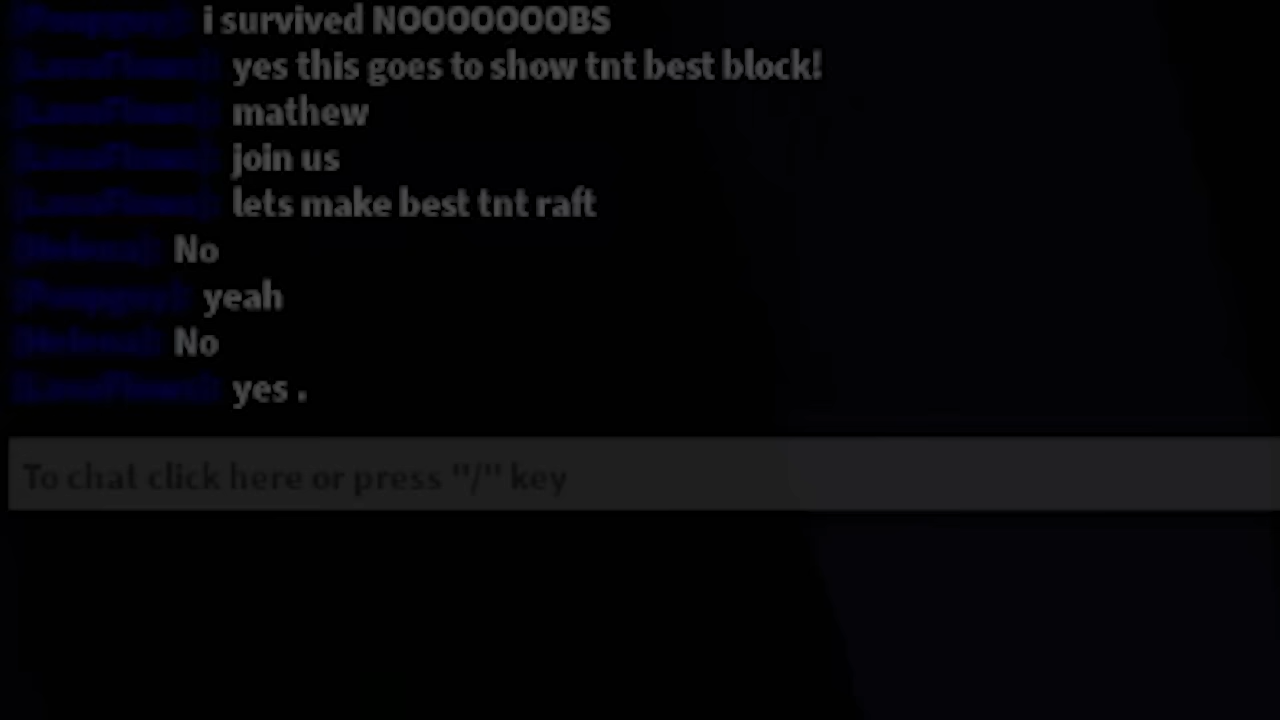 i survived NOOOOOOOBS
yes this goes to show tnt best block!
mathew
join us
lets make best tnt raft
No
yeah
No
yes .
To chat click here or press "/" key